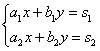 a₁x + b₁y = s₁
a₂x + b₂y = s₂